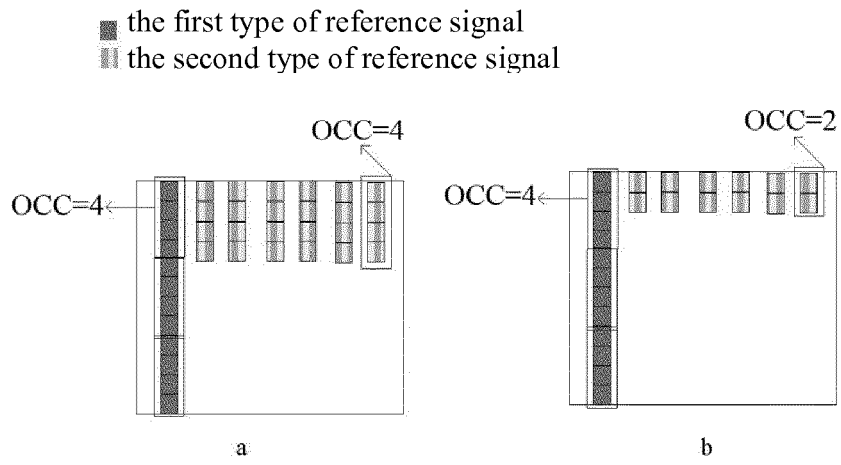 the first type of reference signal
the second type of reference signal
OCC=4
OCC=2
OCC=4
OCC=4
a
b